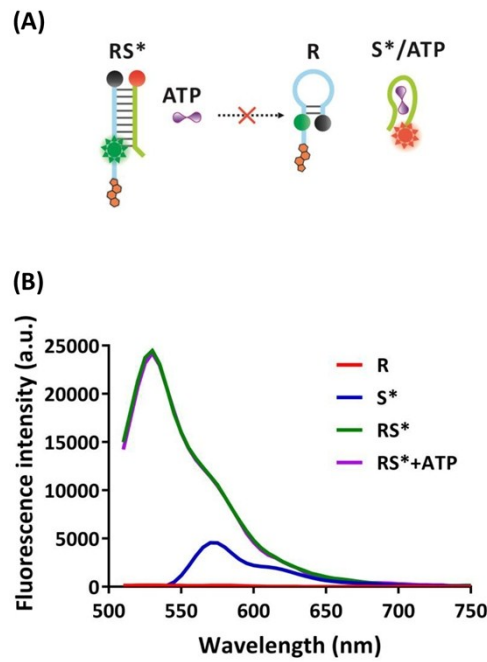 (A)
RS*
R
S*/ATP
ATP
(B)
Fluorescence intensity (a.u.)
25000
20000
15000
10000
5000
0
500
550
600
650
700
750
Wavelength (nm)
R
S*
RS*
RS*+ATP